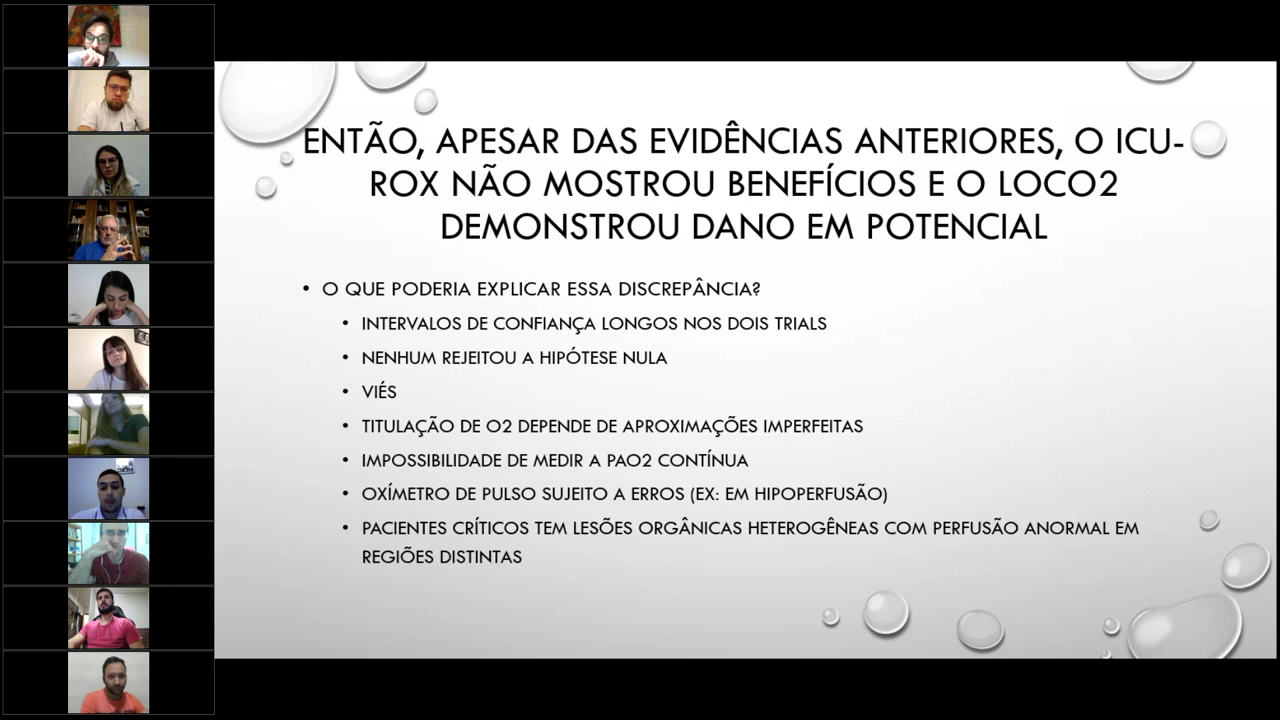 ENTÃO, APESAR DAS EVIDÊNCIAS ANTERIORES, O ICU-
ROX NÃO MOSTROU BENEFÍCIOS E O LOCO2
DEMONSTROU DANO EM POTENCIAL
• O QUE PODERIA EXPLICAR ESSA DISCREPÂNCIA?
• INTERVALOS DE CONFIANÇA LONGOS NOS DOIS TRIALS
• NENHUM REJEITOU A HIPÓTESE NULA
• VIÉS
• TITULAÇÃO DE O2 DEPENDE DE APROXIMAÇÕES IMPERFEITAS
• IMPOSSIBILIDADE DE MEDIR A PAO2 CONTÍNUA
• OXÍMETRO DE PULSO SUJEITO A ERROS (EX: EM HIPOPERFUSÃO)
• PACIENTES CRÍTICOS TEM LESÕES ORGÂNICAS HETEROGÊNEAS COM PERFUSÃO ANORMAL EM
REGIÕES DISTINTAS